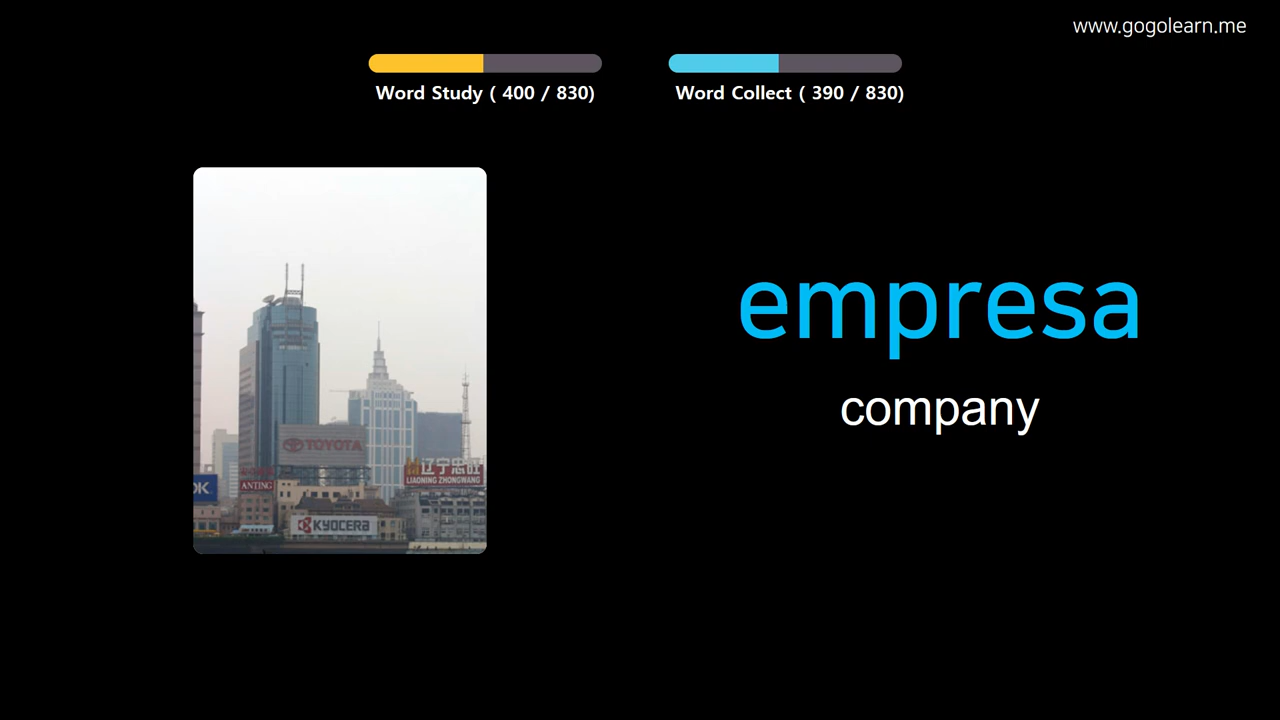 www.gogolearn.me
Word Study ( 400 / 830)
Word Collect ( 390 / 830)
empresa
company
TOYOTA
辽宁忠旺
LIAONING ZHONGWANG
OK
ANTING
KYOCERA